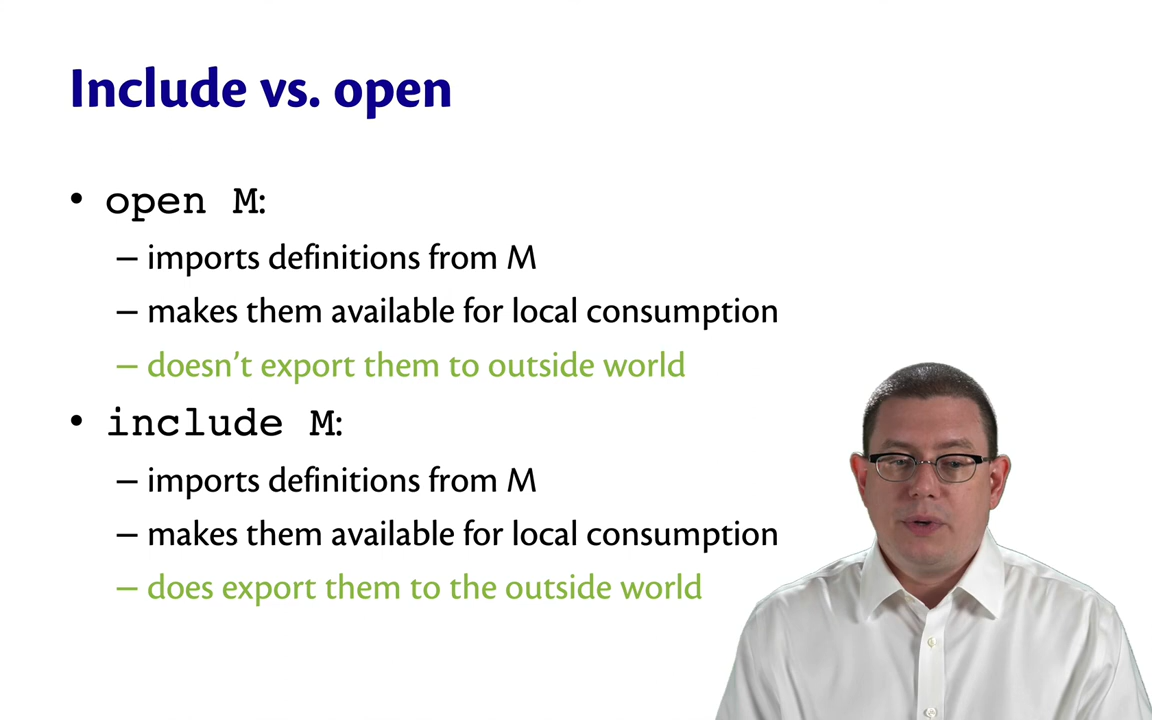 Include vs. open
• open M:
– imports definitions from M
– makes them available for local consumption
– doesn’t export them to outside world
• include M:
– imports definitions from M
– makes them available for local consumption
– does export them to the outside world